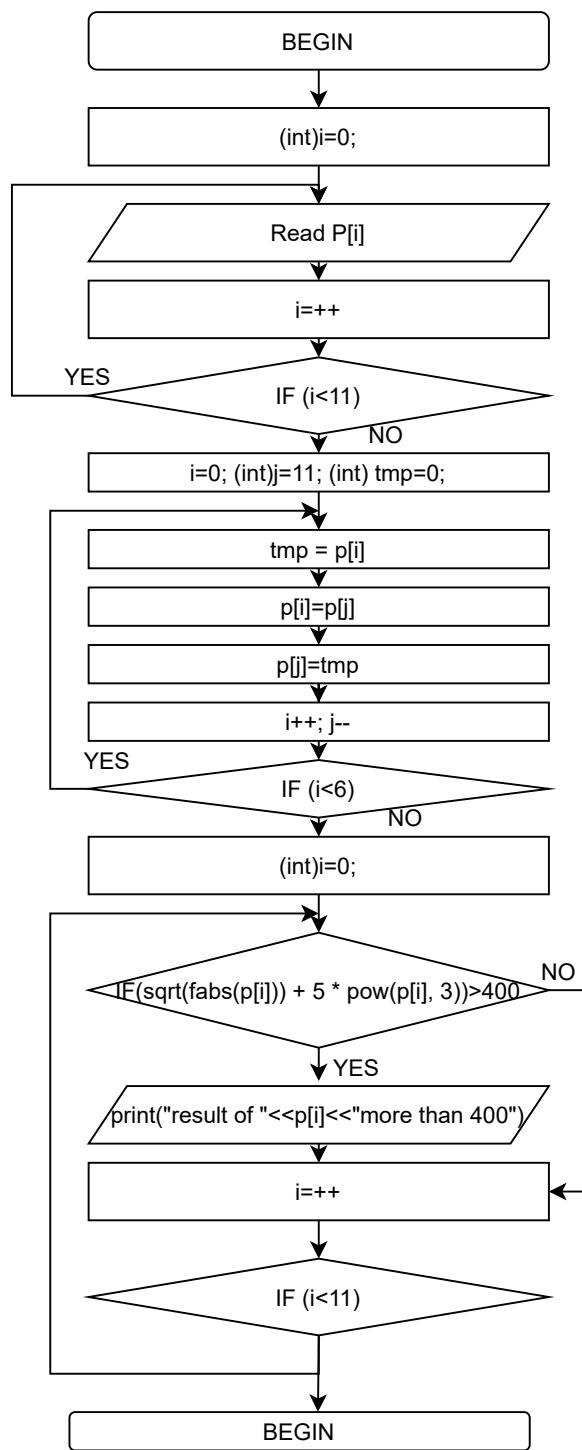 BEGIN
(int)i=0;
Read P[i]
i=++
YES
IF (i<11)
NO
i=0; (int)j=11; (int) tmp=0;
tmp = p[i]
p[i]=p[j]
p[j]=tmp
i++; j--
YES
IF (i<6)
NO
(int)i=0;
IF(sqrt(fabs(p[i])) + 5 * pow(p[i], 3))>400
NO
YES
print("result of "<<p[i]<<"more than 400")
i=++
IF (i<11)
BEGIN